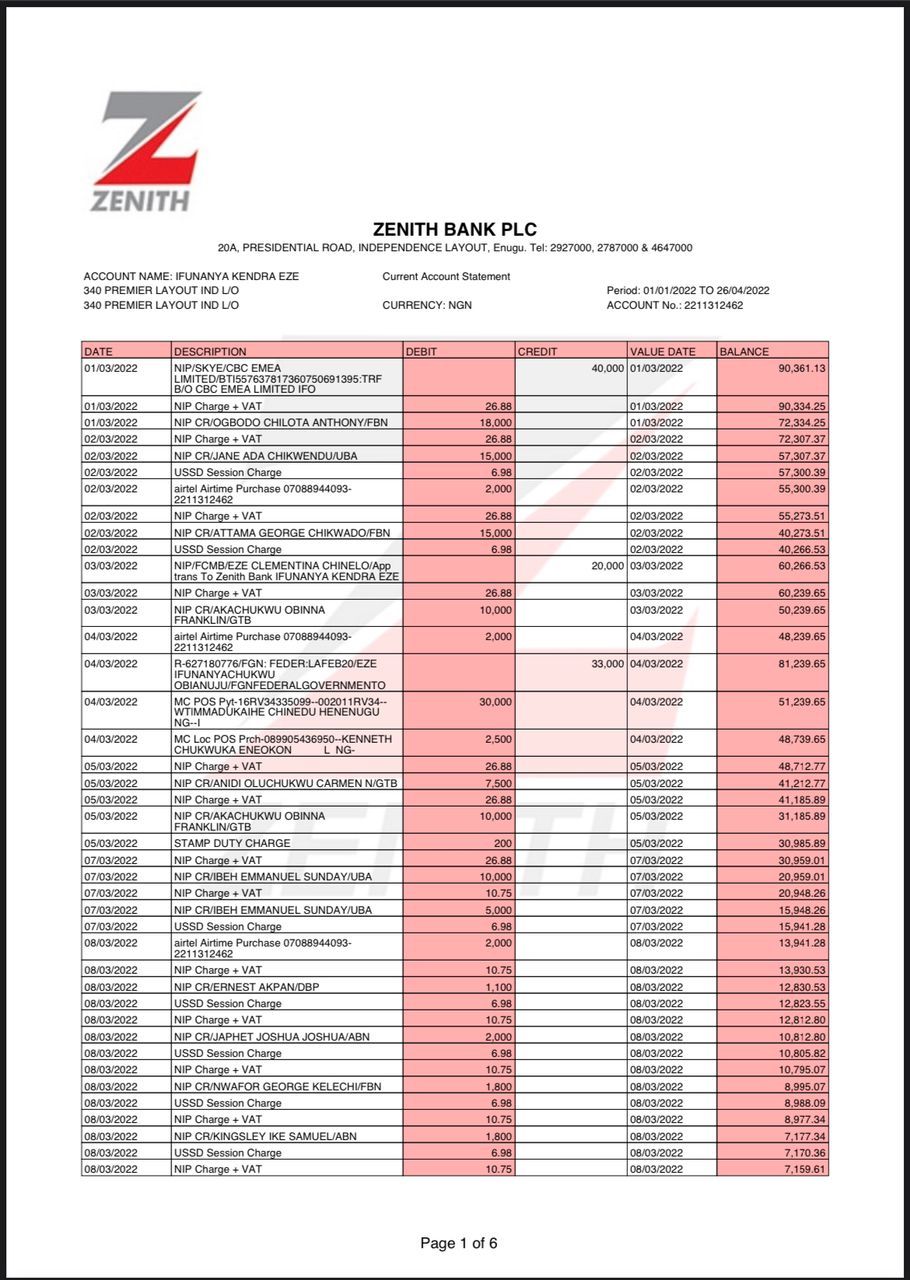 ZENITH
ZENITH BANK PLC
20A, PRESIDENTIAL ROAD, INDEPENDENCE LAYOUT, Enugu. Tel: 2927000, 2787000 & 4647000
ACCOUNT NAME: IFUNANYA KENDRA EZE Current Account Statement
340 PREMIER LAYOUT IND L/O Period: 01/01/2022 TO 26/04/2022
340 PREMIER LAYOUT IND L/O CURRENCY: NGN ACCOUNT No.: 2211312462
DATE DESCRIPTION DEBIT CREDIT VALUE DATE BALANCE
01/03/2022 NIP/SKYE/CBC EMEA 40,000 01/03/2022 90,361.13
LIMITED/BTI557637817360750691395:TRF
B/O CBC EMEA LIMITED IFO
01/03/2022 NIP Charge + VAT 26.88 01/03/2022 90,334.25
01/03/2022 NIP CR/OGBODO CHILOTA ANTHONY/FBN 18,000 01/03/2022 72,334.25
02/03/2022 NIP Charge + VAT 26.88 02/03/2022 72,307.37
02/03/2022 NIP CR/JANE ADA CHIKWENDU/UBA 15,000 02/03/2022 57,307.37
02/03/2022 USSD Session Charge 6.98 02/03/2022 57,300.39
02/03/2022 airtel Airtime Purchase 07088944093- 2,000 02/03/2022 55,300.39
2211312462
02/03/2022 NIP Charge + VAT 26.88 02/03/2022 55,273.51
02/03/2022 NIP CR/ATTAMA GEORGE CHIKWADO/FBN 15,000 02/03/2022 40,273.51
02/03/2022 USSD Session Charge 6.98 02/03/2022 40,266.53
03/03/2022 NIP/FCMB/EZE CLEMENTINA CHINELO/App 20,000 03/03/2022 60,266.53
trans To Zenith Bank IFUNANYA KENDRA EZE
03/03/2022 NIP Charge + VAT 26.88 03/03/2022 60,239.65
03/03/2022 NIP CR/AKACHUKWU OBINNA 10,000 03/03/2022 50,239.65
FRANKLIN/GTB
04/03/2022 airtel Airtime Purchase 07088944093- 2,000 04/03/2022 48,239.65
2211312462
04/03/2022 R-627180776/FGN: FEDER:LAFEB20/EZE 33,000 04/03/2022 81,239.65
IFUNANYACHUKWU
OBIANUJU/FGNFEDERALGOVERNMENTO
04/03/2022 MC POS Pyt-16RV34335099--002011RV34-- 30,000 04/03/2022 51,239.65
WTIMMADUKAIHE CHINEDU HENENUGU
NG--I
04/03/2022 MC Loc POS Prch-089905436950--KENNETH 2,500 04/03/2022 48,739.65
CHUKWUKA ENEOKON L NG-
05/03/2022 NIP Charge + VAT 26.88 05/03/2022 48,712.77
05/03/2022 NIP CR/ANIDI OLUCHUKWU CARMEN N/GTB 7,500 05/03/2022 41,212.77
05/03/2022 NIP Charge + VAT 26.88 05/03/2022 41,185.89
05/03/2022 NIP CR/AKACHUKWU OBINNA 10,000 05/03/2022 31,185.89
FRANKLIN/GTB
05/03/2022 STAMP DUTY CHARGE 200 05/03/2022 30,985.89
07/03/2022 NIP Charge + VAT 26.88 07/03/2022 30,959.01
07/03/2022 NIP CR/IBEH EMMANUEL SUNDAY/UBA 10,000 07/03/2022 20,959.01
07/03/2022 NIP Charge + VAT 10.75 07/03/2022 20,948.26
07/03/2022 NIP CR/IBEH EMMANUEL SUNDAY/UBA 5,000 07/03/2022 15,948.26
07/03/2022 USSD Session Charge 6.98 07/03/2022 15,941.28
08/03/2022 airtel Airtime Purchase 07088944093- 2,000 08/03/2022 13,941.28
2211312462
08/03/2022 NIP Charge + VAT 10.75 08/03/2022 13,930.53
08/03/2022 NIP CR/ERNEST AKPAN/DBP 1,100 08/03/2022 12,830.53
08/03/2022 USSD Session Charge 6.98 08/03/2022 12,823.55
08/03/2022 NIP Charge + VAT 10.75 08/03/2022 12,812.80
08/03/2022 NIP CR/JAPHET JOSHUA JOSHUA/ABN 2,000 08/03/2022 10,812.80
08/03/2022 USSD Session Charge 6.98 08/03/2022 10,805.82
08/03/2022 NIP Charge + VAT 10.75 08/03/2022 10,795.07
08/03/2022 NIP CR/NWAFOR GEORGE KELECHI/FBN 1,800 08/03/2022 8,995.07
08/03/2022 USSD Session Charge 6.98 08/03/2022 8,988.09
08/03/2022 NIP Charge + VAT 10.75 08/03/2022 8,977.34
08/03/2022 NIP CR/KINGSLEY IKE SAMUEL/ABN 1,800 08/03/2022 7,177.34
08/03/2022 USSD Session Charge 6.98 08/03/2022 7,170.36
08/03/2022 NIP Charge + VAT 10.75 08/03/2022 7,159.61
ZENITH
Page 1 of 6